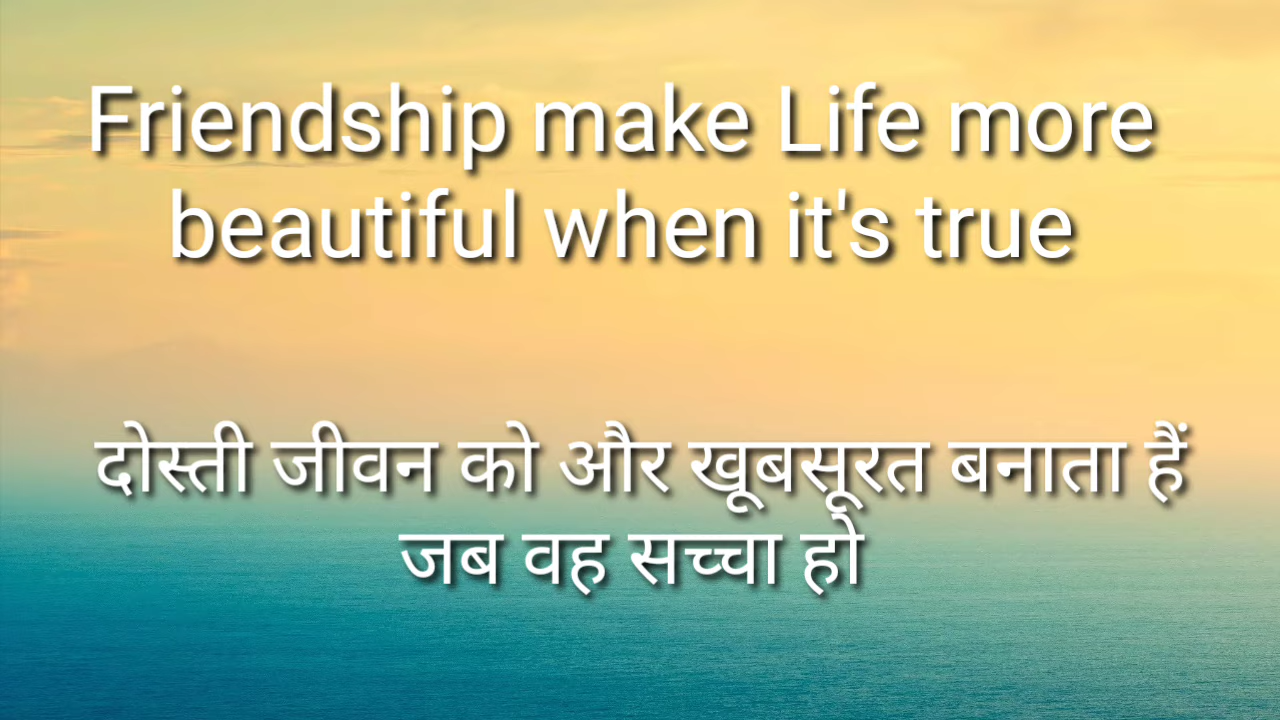 Friendship make Life more
beautiful when it's true
दोस्ती जीवन को और खूबसूरत बनाता हैं
जब वह सच्चा हो